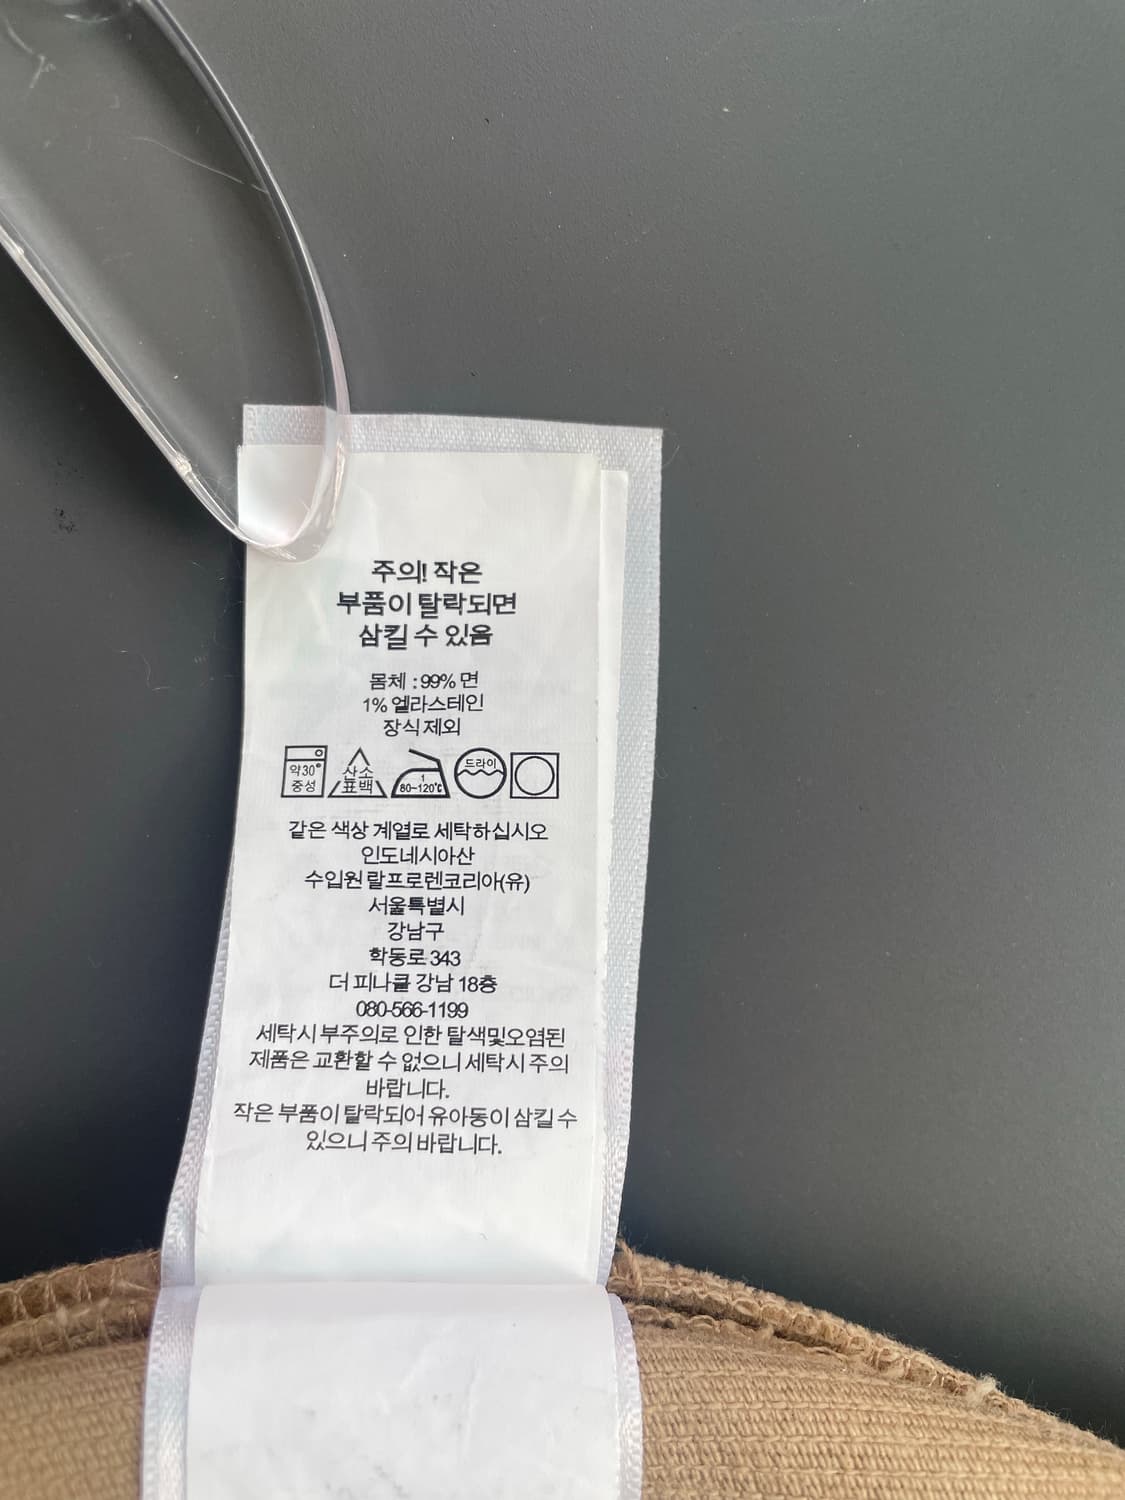 주의! 작은
부품이 탈락되면
삼킬 수 있음
몸체 : 99% 면
1% 엘라스테인
장식 제외
약30°
중성
산소
표백
1
80~120℃
드라이
같은 색상 계열로 세탁하십시오
인도네시아산
수입원 랄프로렌코리아(유)
서울특별시
강남구
학동로 343
더 피나클 강남 18층
080-566-1199
세탁시 부주의로 인한 탈색및오염된
제품은 교환할 수 없으니 세탁시 주의
바랍니다.
작은 부품이 탈락되어 유아동이 삼킬 수
있으니 주의 바랍니다.